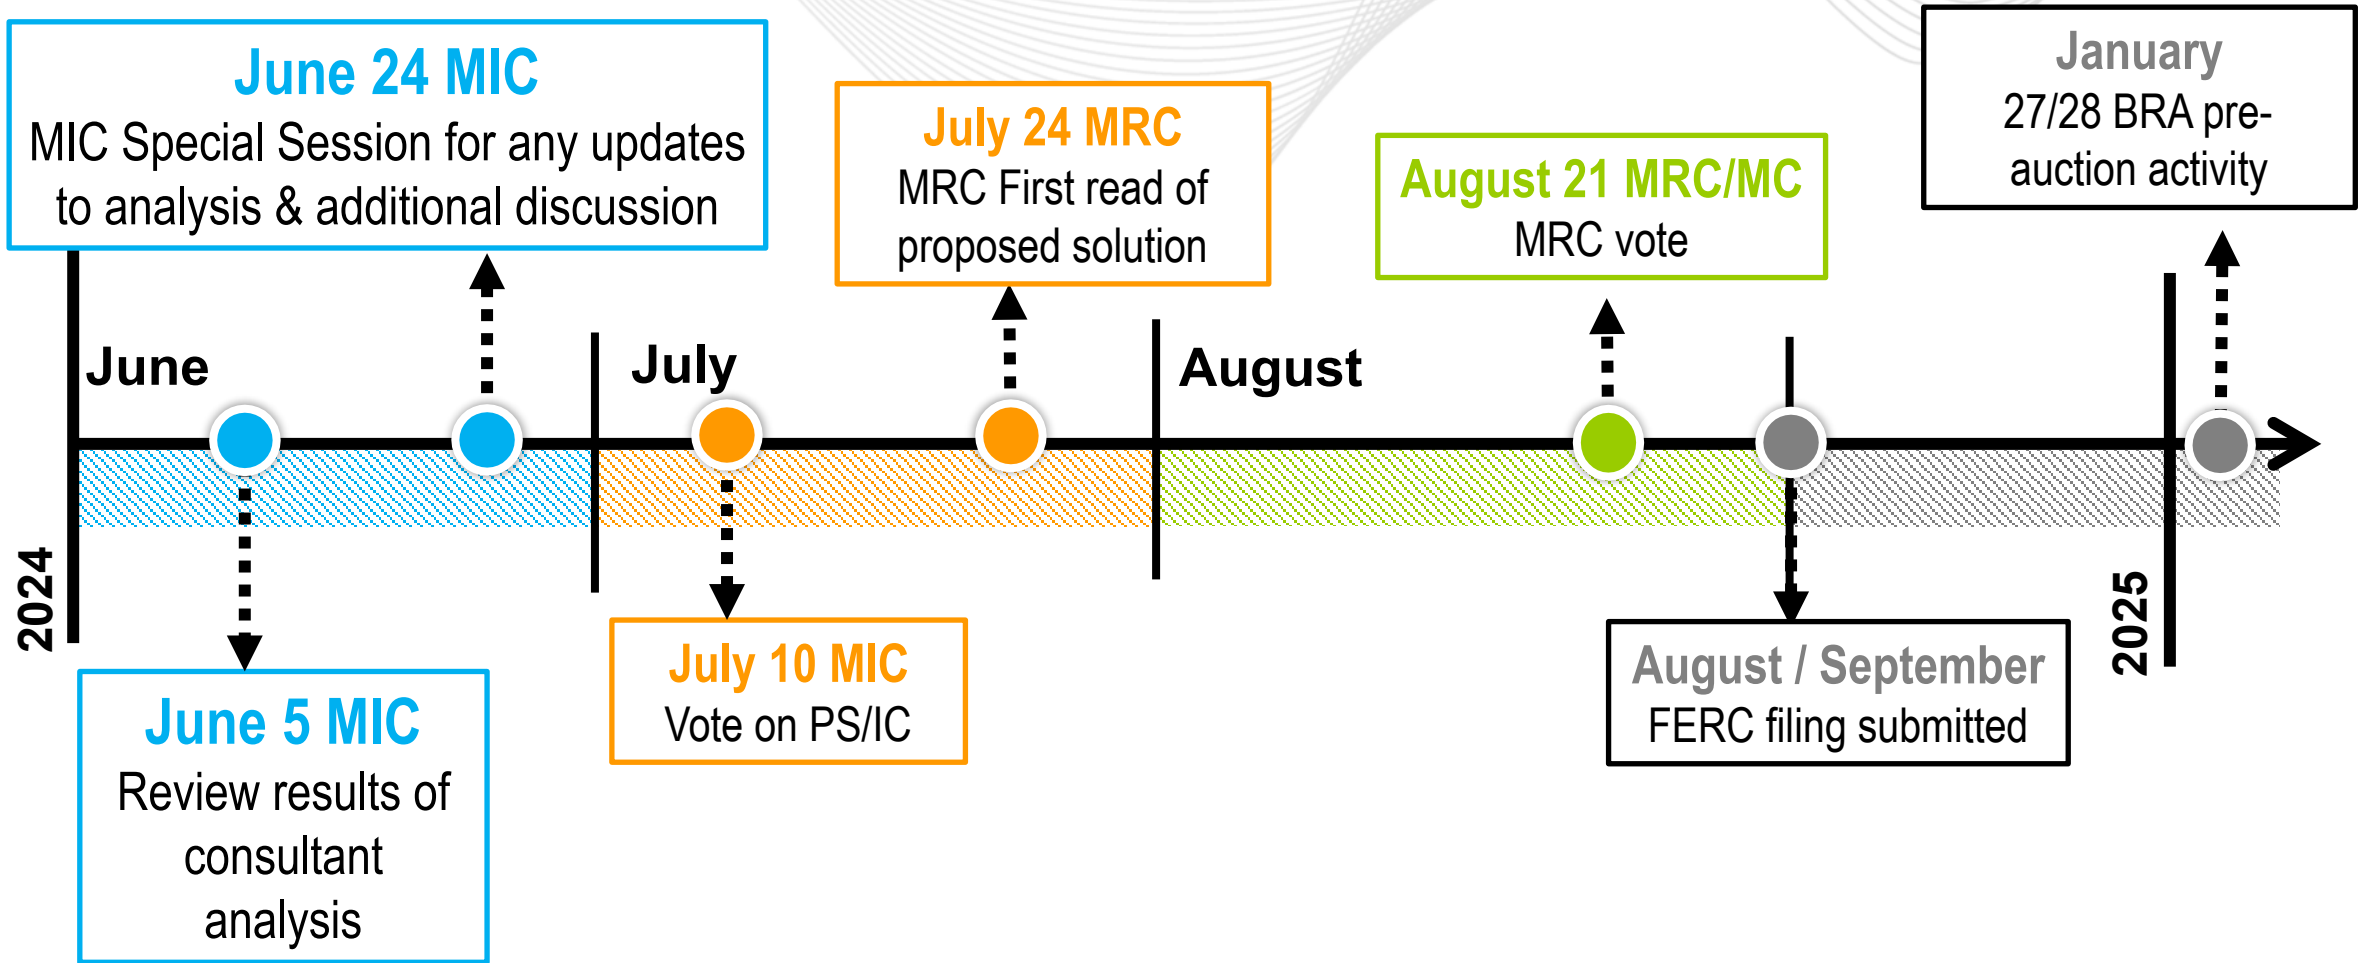 June 24 MIC
MIC Special Session for any updates
to analysis & additional discussion
July 24 MRC
MRC First read of
proposed solution
August 21 MRC/MC
MRC vote
January
27/28 BRA pre-
auction activity
June
July
August
2024
2025
June 5 MIC
Review results of
consultant
analysis
July 10 MIC
Vote on PS/IC
August / September
FERC filing submitted